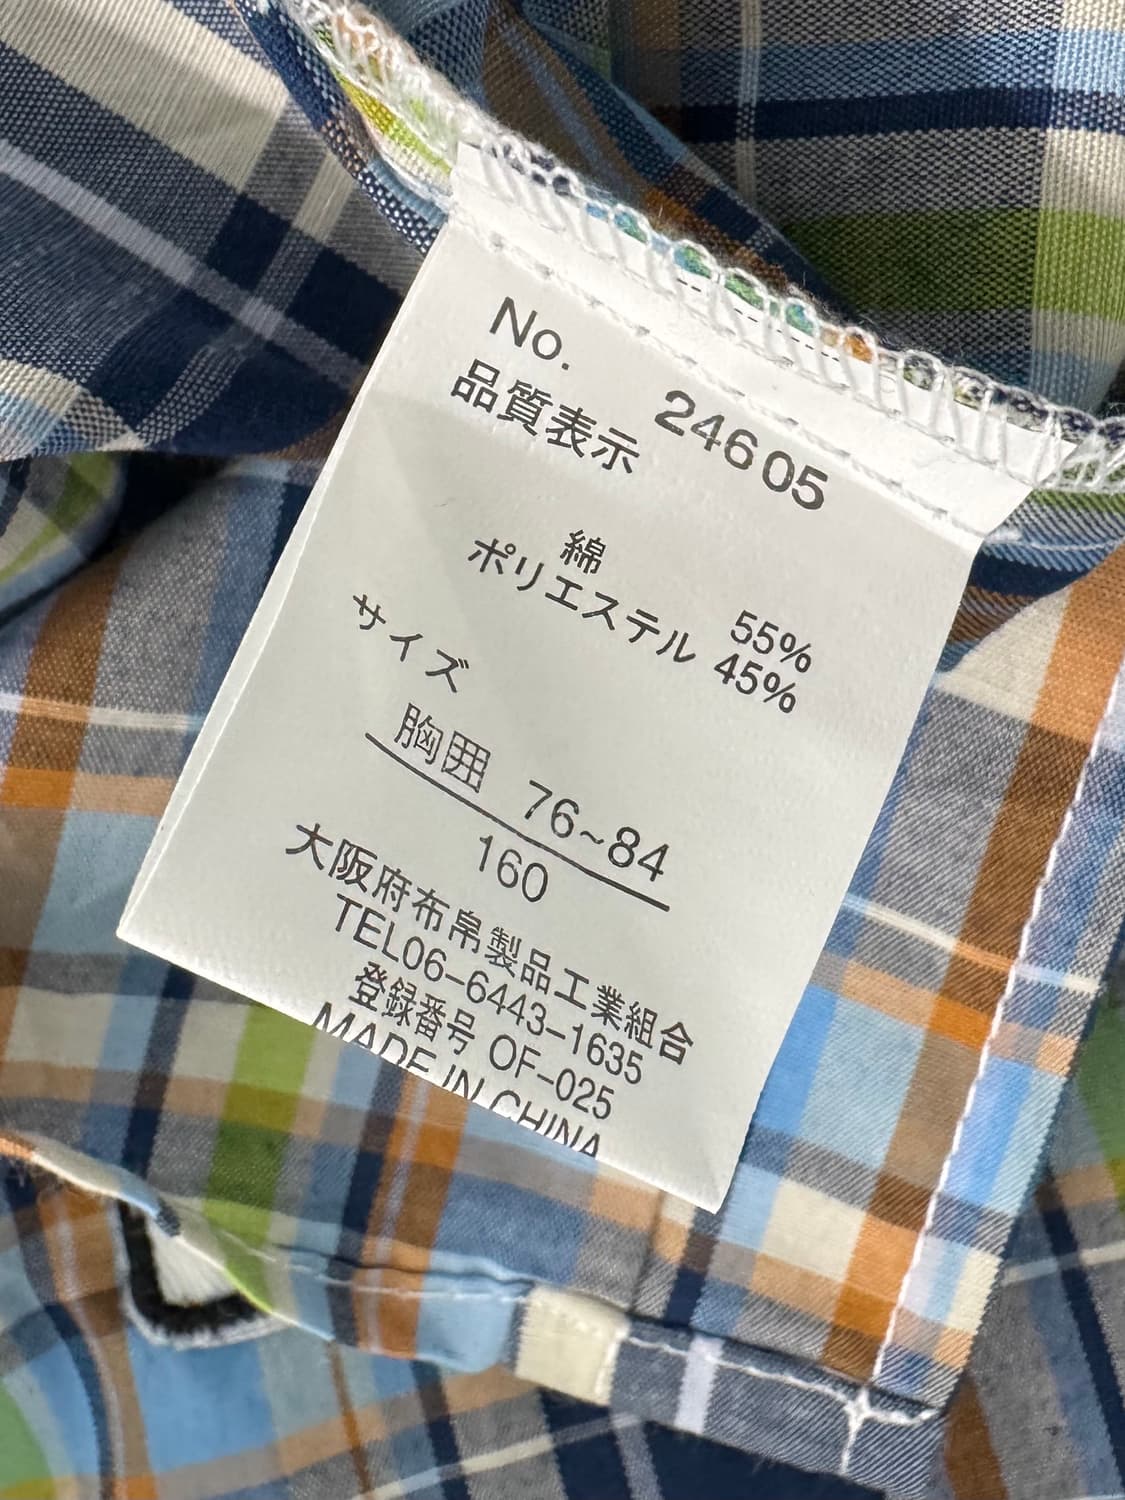 No. 24605
品質表示
綿 55%
ポリエステル 45%
サイズ
胸囲 76~84
160
大阪府布帛製品工業組合
TEL06-6443-1635
登録番号 OF-025
MADE IN CHINA